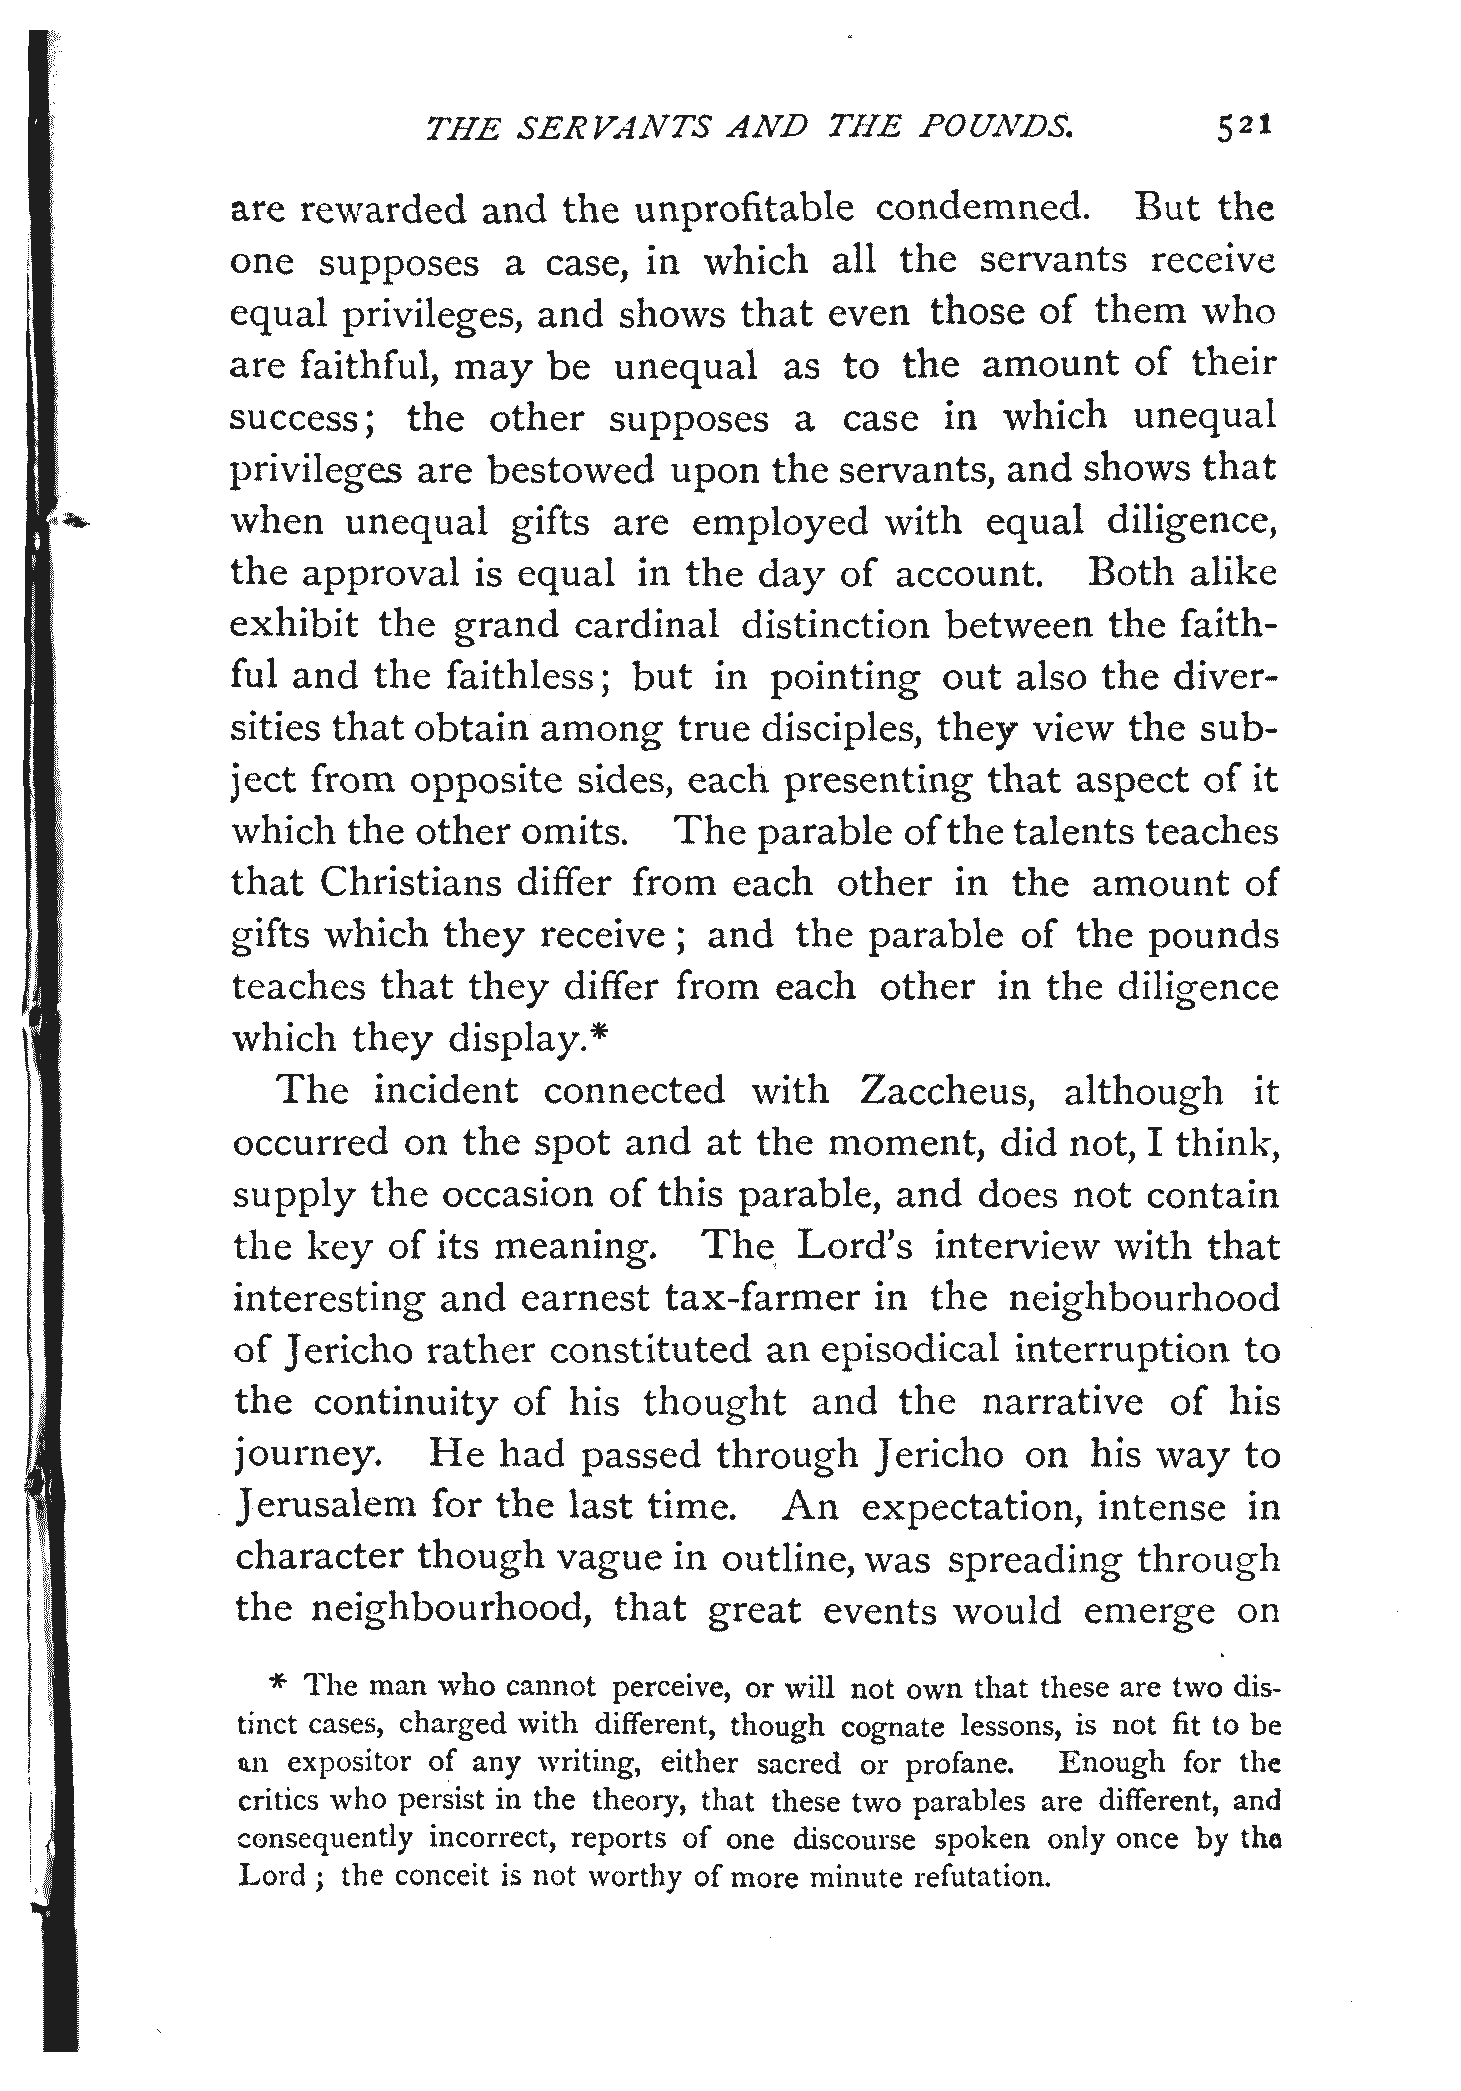 THE SERVANTS AND THE POUNDS. 521
are rewarded and the unprofitable condemned. But the
one supposes a case, in which all the servants receive
equal privileges, and shows that even those of them who
are faithful, may be unequal as to the amount of their
success; the other supposes a case in which unequal
privileges are bestowed upon the servants, and shows that
when unequal gifts are employed with equal diligence,
the approval is equal in the day of account. Both alike
exhibit the grand cardinal distinction between the faith-
ful and the faithless; but in pointing out also the diver-
sities that obtain among true disciples, they view the sub-
ject from opposite sides, each presenting that aspect of it
which the other omits. The parable of the talents teaches
that Christians differ from each other in the amount of
gifts which they receive; and the parable of the pounds
teaches that they differ from each other in the diligence
which they display.*
The incident connected with Zaccheus, although it
occurred on the spot and at the moment, did not, I think,
supply the occasion of this parable, and does not contain
the key of its meaning. The Lord's interview with that
interesting and earnest tax-farmer in the neighbourhood
of Jericho rather constituted an episodical interruption to
the continuity of his thought and the narrative of his
journey. He had passed through Jericho on his way to
Jerusalem for the last time. An expectation, intense in
character though vague in outline, was spreading through
the neighbourhood, that great events would emerge on
* The man who cannot perceive, or will not own that these are two dis-
tinct cases, charged with different, though cognate lessons, is not fit to be
an expositor of any writing, either sacred or profane. Enough for the
critics who persist in the theory, that these two parables are different, and
consequently incorrect, reports of one discourse spoken only once by the
Lord; the conceit is not worthy of more minute refutation.